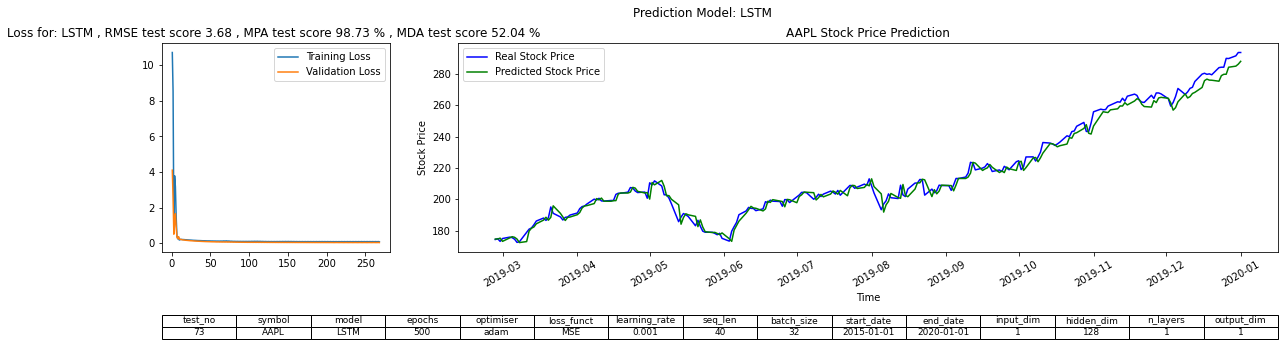 Prediction Model: LSTM
Loss for: LSTM , RMSE test score 3.68 , MPA test score 98.73 % , MDA test score 52.04 %
Training Loss
Validation Loss
10
8
6
4
2
0
0 50 100 150 200 250
AAPL Stock Price Prediction
Real Stock Price
Predicted Stock Price
Stock Price
280
260
240
220
200
180
2019-03 2019-04 2019-05 2019-06 2019-07 2019-08 2019-09 2019-10 2019-11 2019-12 2020-01
Time
test_no symbol model epochs optimiser loss_funct learning_rate seq_len batch_size start_date end_date input_dim hidden_dim n_layers output_dim
73 AAPL LSTM 500 adam MSE 0.001 40 32 2015-01-01 2020-01-01 1 128 1 1